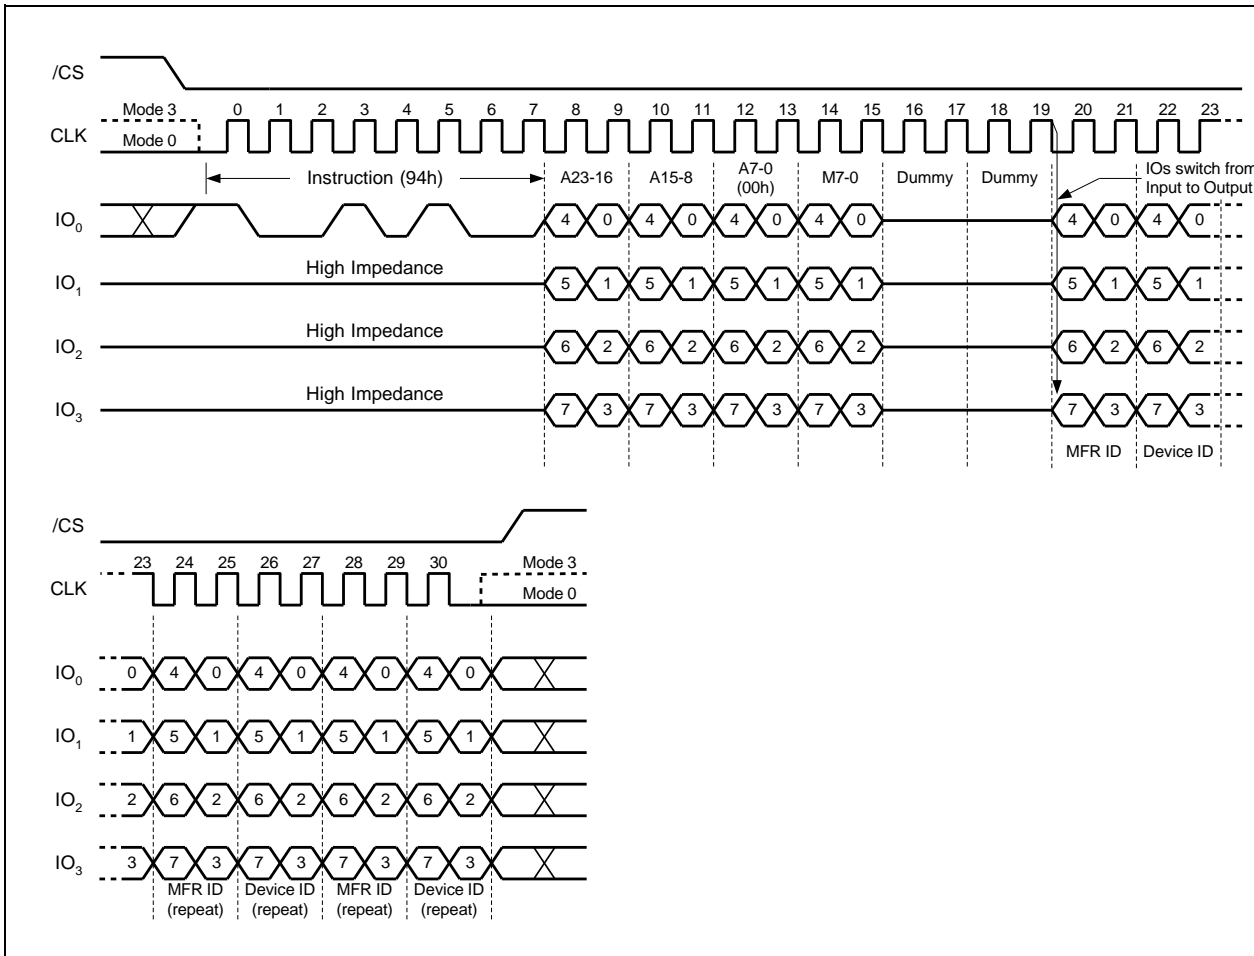 /CS
Mode 3 0 1 2 3 4 5 6 7 8 9 10 11 12 13 14 15 16 17 18 19 20 21 22 23
CLK Mode 0
Instruction (94h) A23-16 A15-8 A7-0 (00h) M7-0 Dummy Dummy IOs switch from Input to Output
IO0 4 0 4 0 4 0 4 0 4 0 4 0
High Impedance
IO1 5 1 5 1 5 1 5 1 5 1 5 1
High Impedance
IO2 6 2 6 2 6 2 6 2 6 2 6 2
High Impedance
IO3 7 3 7 3 7 3 7 3 7 3 7 3
MFR ID Device ID
/CS
23 24 25 26 27 28 29 30 Mode 3
CLK Mode 0
IO0 0 4 0 4 0 4 0 4 0
IO1 1 5 1 5 1 5 1 5 1
IO2 2 6 2 6 2 6 2 6 2
IO3 3 7 3 7 3 7 3 7 3
MFR ID Device ID MFR ID Device ID
(repeat) (repeat) (repeat) (repeat)